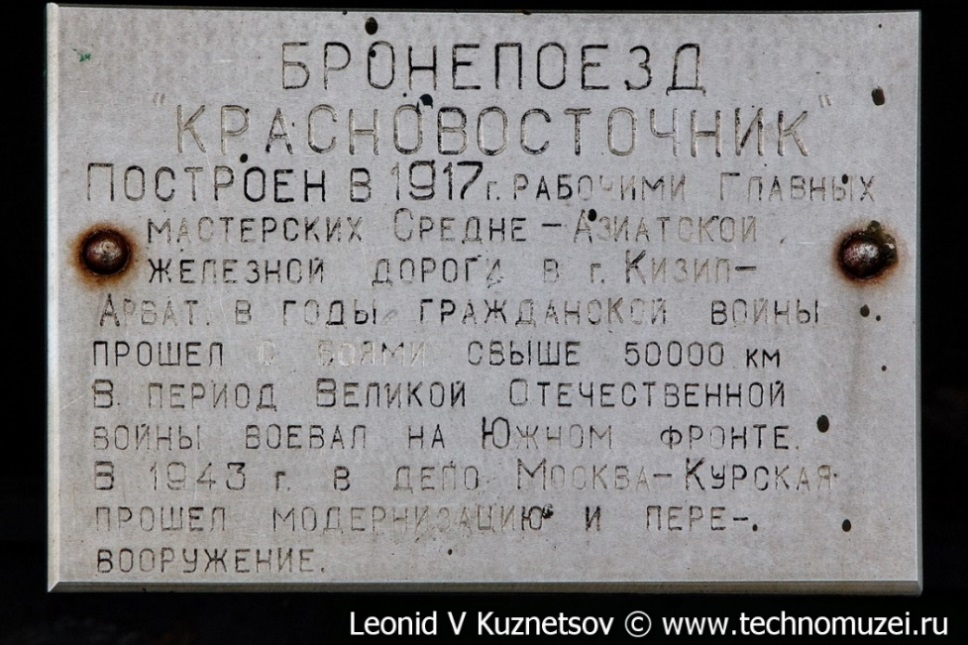 БРОНЕПОЕЗД
"КРАСНОВОСТОЧНИК"
ПОСТРОЕН В 1917 г. РАБОЧИМИ ГЛАВНЫХ
МАСТЕРСКИХ СРЕДНЕ-АЗИАТСКОЙ
ЖЕЛЕЗНОЙ ДОРОГИ В г. КИЗИЛ-
АРВАТ. В ГОДЫ ГРАЖДАНСКОЙ ВОЙНЫ
ПРОШЕЛ С БОЯМИ СВЫШЕ 50000 КМ
В ПЕРИОД ВЕЛИКОЙ ОТЕЧЕСТВЕННОЙ
ВОЙНЫ ВОЕВАЛ НА ЮЖНОМ ФРОНТЕ.
В 1943 г. В ДЕПО МОСКВА-КУРСКАЯ
ПРОШЕЛ МОДЕРНИЗАЦИЮ И ПЕРЕ-
ВООРУЖЕНИЕ.
Leonid V Kuznetsov © www.technomuzei.ru